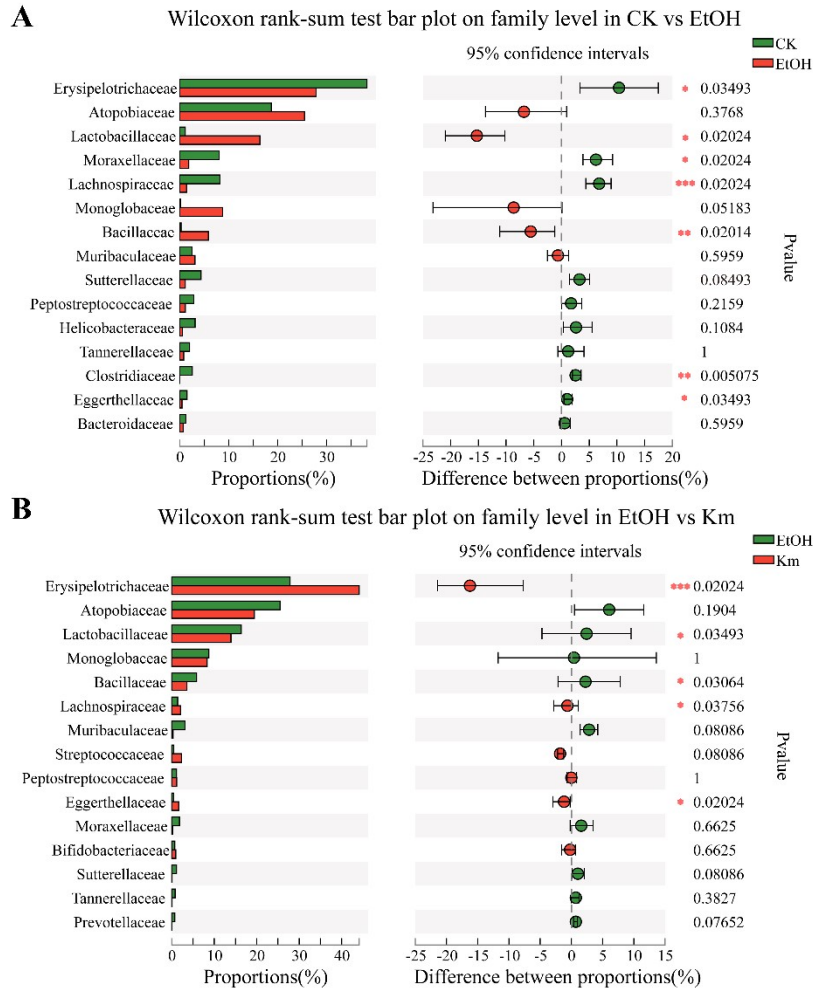 A
Wilcoxon rank-sum test bar plot on family level in CK vs EtOH
CK
EtOH
95% confidence intervals
Erysipelotrichaceae * 0.03493
Atopobiaceae 0.3768
Lactobacillaceae * 0.02024
Moraxellaceae * 0.02024
Lachnospiraceac *** 0.02024
Monoglobaceae 0.05183
Bacillaceac ** 0.02014
Muribaculaceae 0.5959
Sutterellaceae 0.08493
Peptostreptococcaceae 0.2159
Helicobacteraceae 0.1084
Tannerellaceae 1
Clostridiaceae ** 0.005075
Eggerthellaceac * 0.03493
Bacteroidaceae 0.5959
Pvalue
0 10 20 30
-25 -20 -15 -10 -5 0 5 10 15 20
Proportions(%)
Difference between proportions(%)
B
Wilcoxon rank-sum test bar plot on family level in EtOH vs Km
EtOH
Km
95% confidence intervals
Erysipelotrichaceae *** 0.02024
Atopobiaceae 0.1904
Lactobacillaceae * 0.03493
Monoglobaceae 1
Bacillaceae * 0.03064
Lachnospiraceae * 0.03756
Muribaculaceae 0.08086
Streptococcaceae 0.08086
Peptostreptococcaceae 1
Eggerthellaceae * 0.02024
Moraxellaceae 0.6625
Bifidobacteriaceae 0.6625
Sutterellaceae 0.08086
Tannerellaceae 0.3827
Prevotellaceae 0.07652
Pvalue
0 10 20 30 40
-25 -20 -15 -10 -5 0 5 10 15
Proportions(%)
Difference between proportions(%)